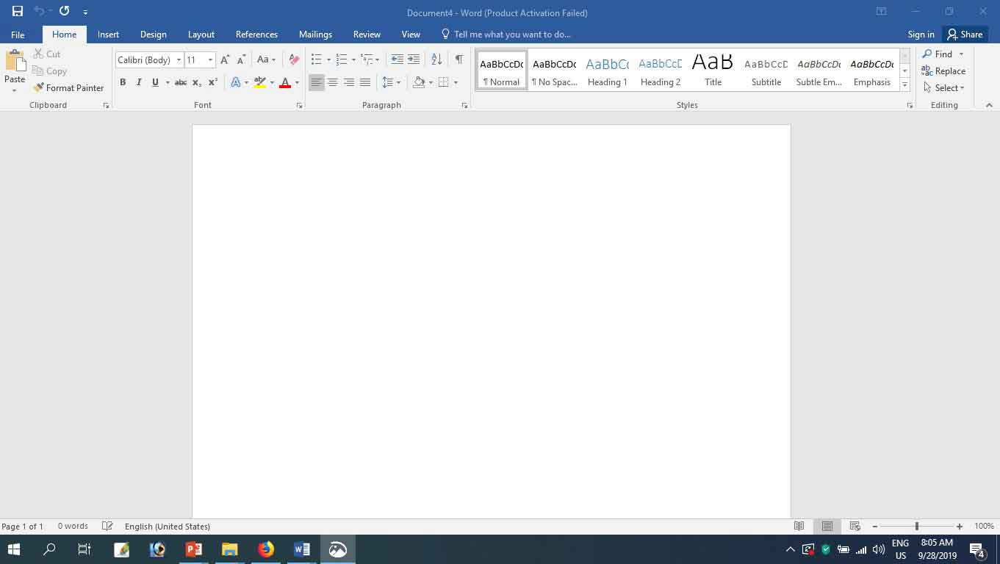 Document4 - Word (Product Activation Failed)
File Home Insert Design Layout References Mailings Review View Tell me what you want to do... Sign in Share
Cut
Copy
Paste
Format Painter
Clipboard
Calibri (Body) 11 Aa
B I U abc x₂ x² A A
Font
Paragraph
AaBbCcDc AaBbCcDc AaBbCc AaBbCcD AaB AaBbCcD AaBbCcDc AaBbCcDc
¶ Normal ¶ No Spac... Heading 1 Heading 2 Title Subtitle Subtle Em... Emphasis
Styles
Find
Replace
Select
Editing
Page 1 of 1 0 words English (United States) 100%
ENG
US
8:05 AM
9/28/2019
4